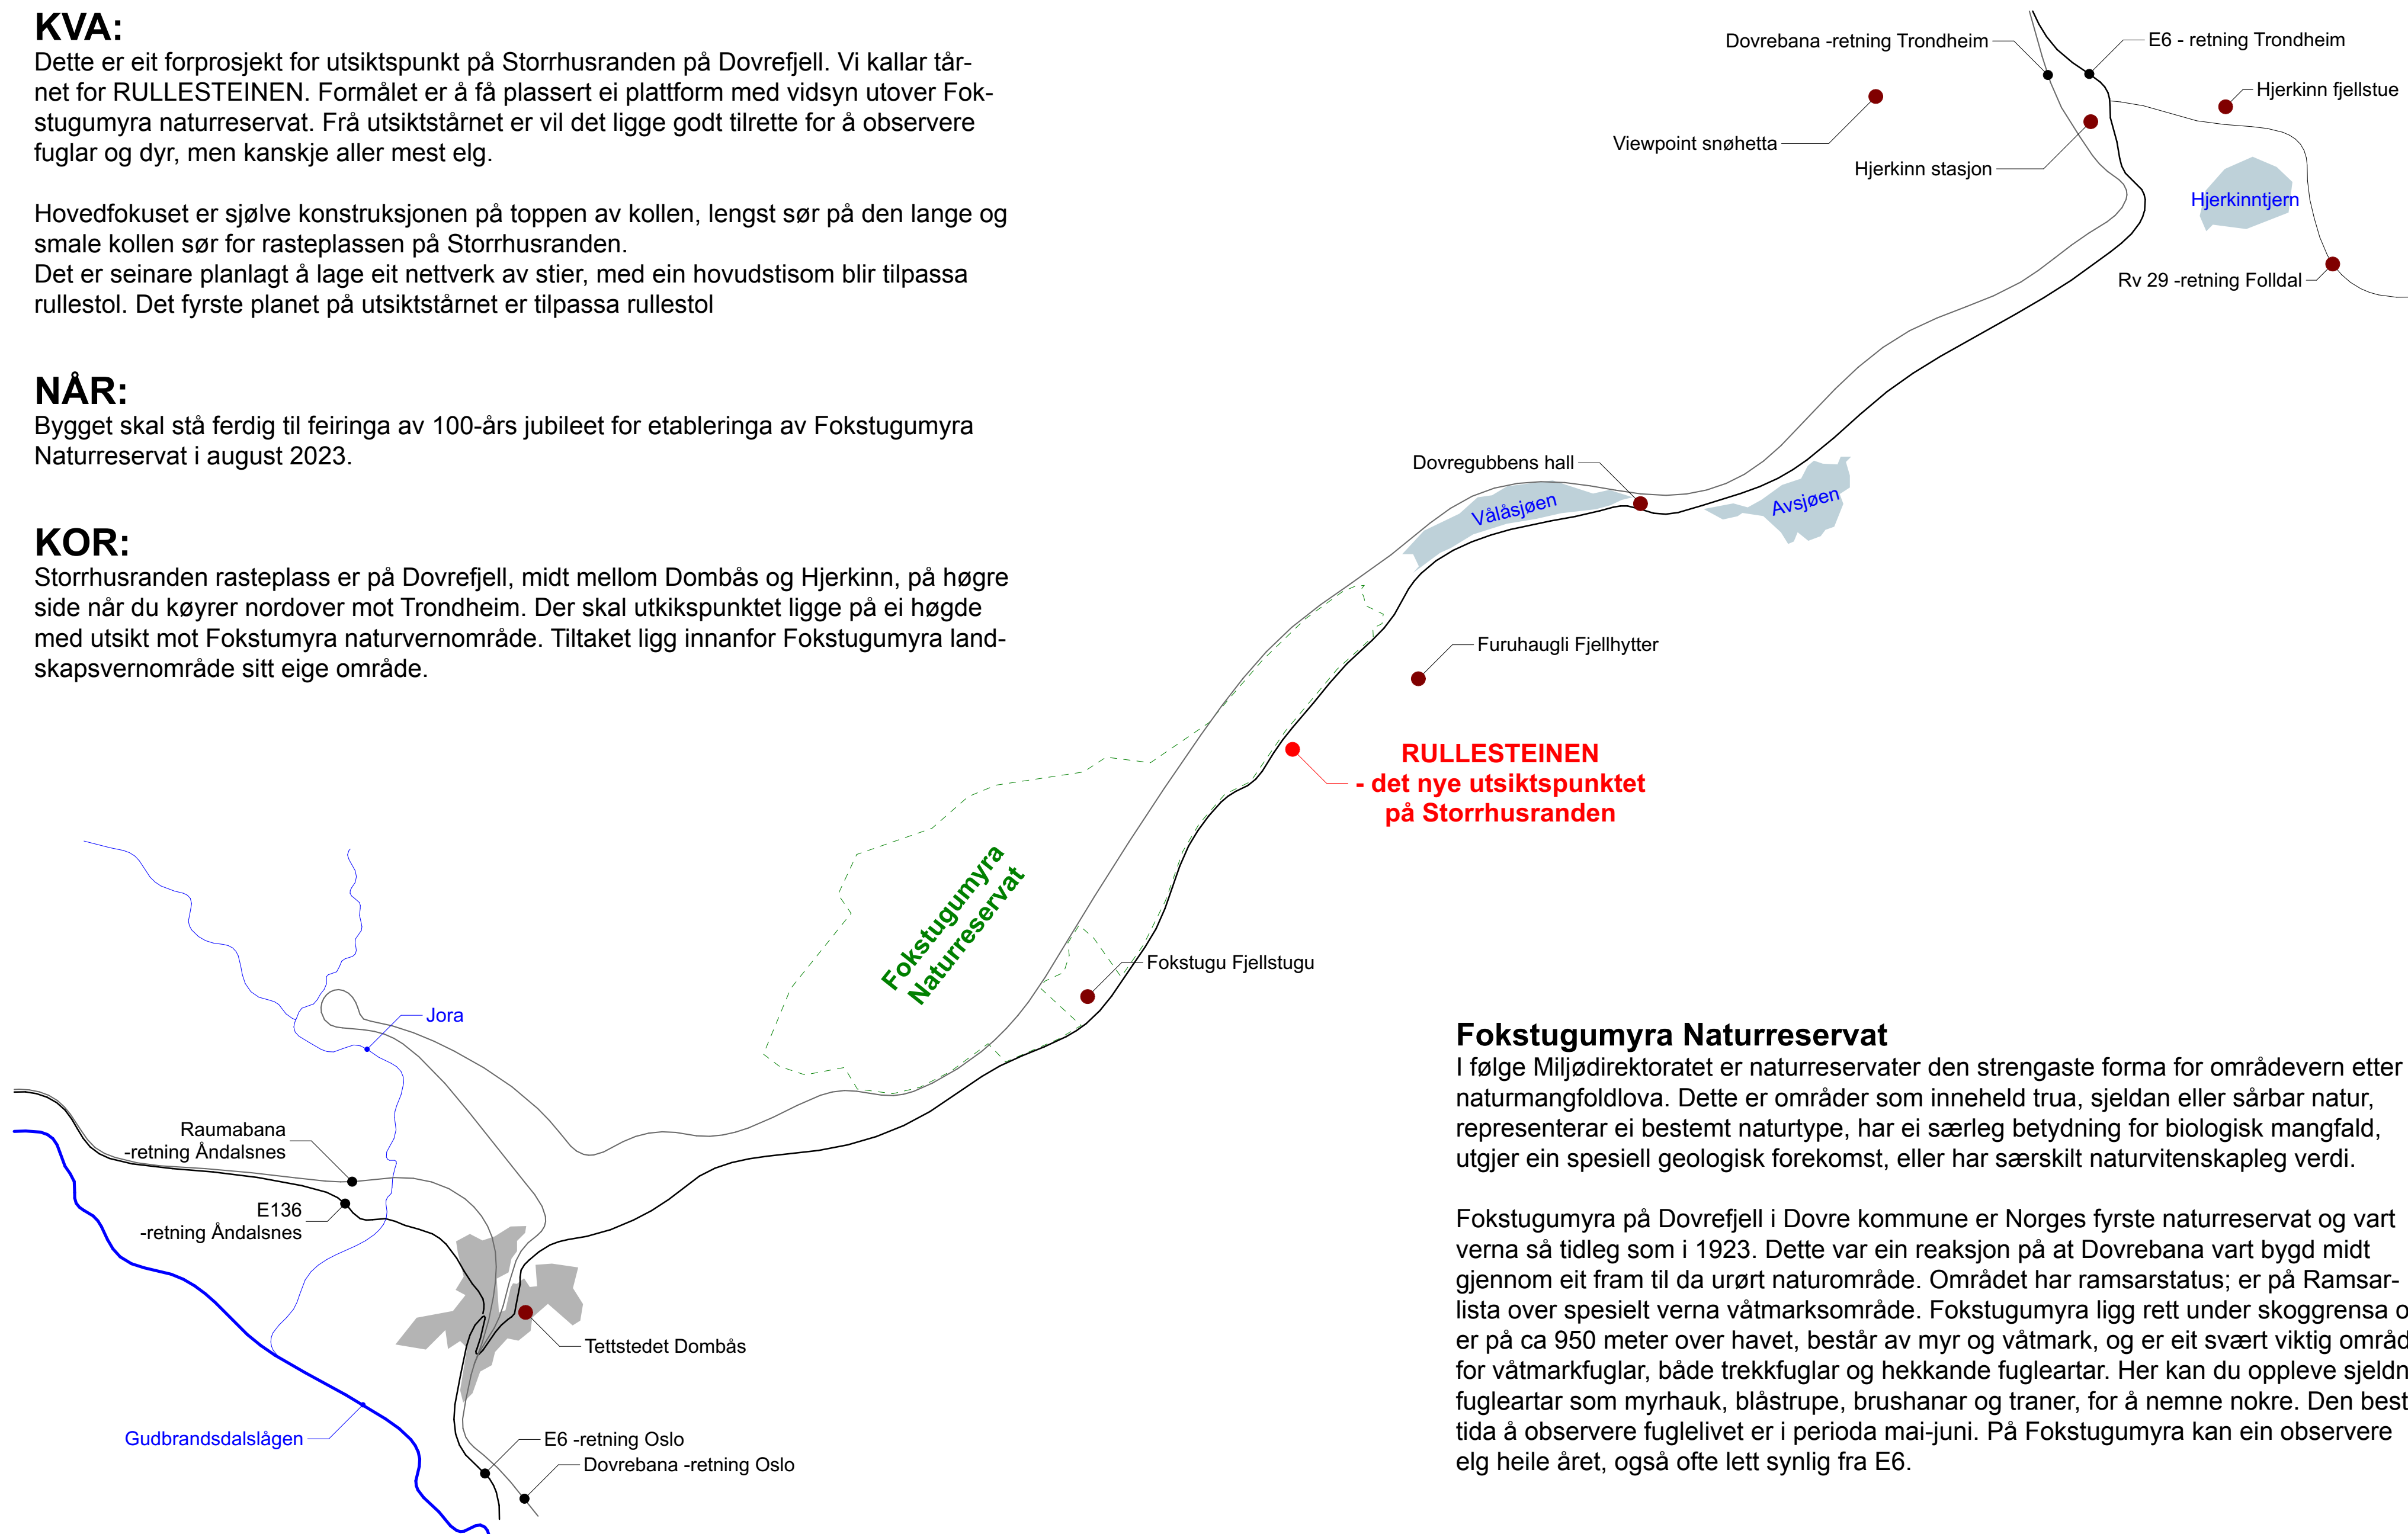 KVA:
Dette er eit forprosjekt for utsiktspunkt på Storrhusranden på Dovrefjell. Vi kallar tår-
net for RULLESTEINEN. Formålet er å få plassert ei plattform med vidsyn utover Fok-
stugumyra naturreservat. Frå utsiktstårnet er vil det ligge godt tilrette for å observere
fuglar og dyr, men kanskje aller mest elg.
Hovedfokuset er sjølve konstruksjonen på toppen av kollen, lengst sør på den lange og
smale kollen sør for rasteplassen på Storrhusranden.
Det er seinare planlagt å lage eit nettverk av stier, med ein hovudstisom blir tilpassa
rullestol. Det fyrste planet på utsiktstårnet er tilpassa rullestol
NÅR:
Bygget skal stå ferdig til feiringa av 100-års jubileet for etableringa av Fokstugumyra
Naturreservat i august 2023.
KOR:
Storrhusranden rasteplass er på Dovrefjell, midt mellom Dombås og Hjerkinn, på høgre
side når du køyrer nordover mot Trondheim. Der skal utkikspunktet ligge på ei høgde
med utsikt mot Fokstumyra naturvernområde. Tiltaket ligg innanfor Fokstugumyra land-
skapsvernområde sitt eige område.
Dovrebana -retning Trondheim
E6 - retning Trondheim
Hjerkinn fjellstue
Viewpoint snøhetta
Hjerkinn stasjon
Hjerkinntjern
Rv 29 -retning Folldal
Dovregubbens hall
Vålåsjøen
Avsjøen
Furuhaugli Fjellhytter
RULLESTEINEN
- det nye utsiktspunktet
på Storrhusranden
Fokstugumyra
Naturreservat
Fokstugu Fjellstugu
Jora
Raumabana
-retning Åndalsnes
E136
-retning Åndalsnes
Tettstedet Dombås
Gudbrandsdalslågen
E6 -retning Oslo
Dovrebana -retning Oslo
Fokstugumyra Naturreservat
I følge Miljødirektoratet er naturreservater den strengaste forma for områdevern etter
naturmangfoldlova. Dette er områder som inneheld trua, sjeldan eller sårbar natur,
representerar ei bestemt naturtype, har ei særleg betydning for biologisk mangfald,
utgjer ein spesiell geologisk forekomst, eller har særskilt naturvitenskapleg verdi.
Fokstugumyra på Dovrefjell i Dovre kommune er Norges fyrste naturreservat og vart
verna så tidleg som i 1923. Dette var ein reaksjon på at Dovrebana vart bygd midt
gjennom eit fram til da urørt naturområde. Området har ramsarstatus; er på Ramsar-
lista over spesielt verna våtmarksområde. Fokstugumyra ligg rett under skoggrensa
er på ca 950 meter over havet, består av myr og våtmark, og er eit svært viktig
for våtmarkfuglar, både trekkfuglar og hekkande fugleartar. Her kan du oppleve
fugleartar som myrhauk, blåstrupe, brushanar og traner, for å nemne nokre. Den
tida å observere fuglelivet er i perioda mai-juni. På Fokstugumyra kan ein observere
elg heile året, også ofte lett synlig fra E6.